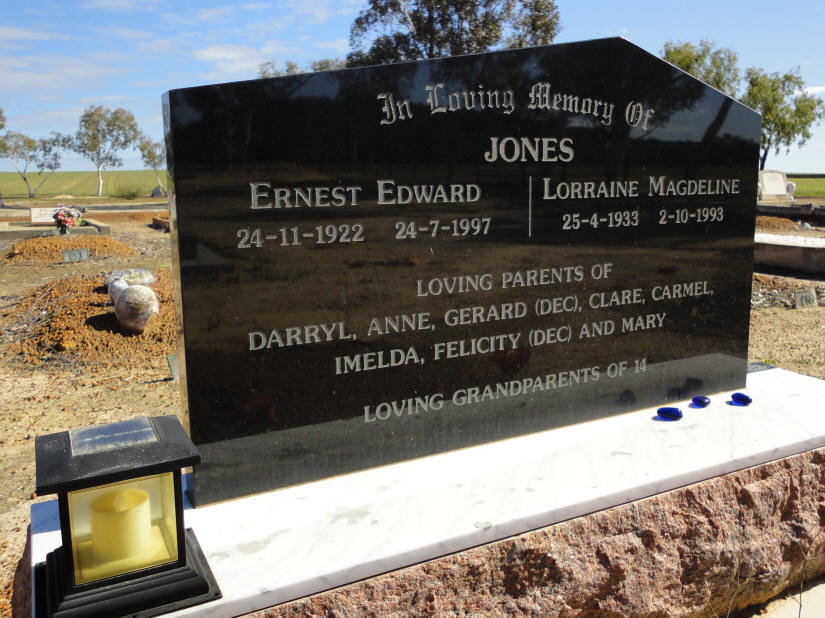 In Loving Memory Of
JONES
ERNEST EDWARD
24-11-1922 24-7-1997
LORRAINE MAGDELINE
25-4-1933 2-10-1993
LOVING PARENTS OF
DARRYL, ANNE, GERARD (DEC), CLARE, CARMEL,
IMELDA, FELICITY (DEC) AND MARY
LOVING GRANDPARENTS OF 14